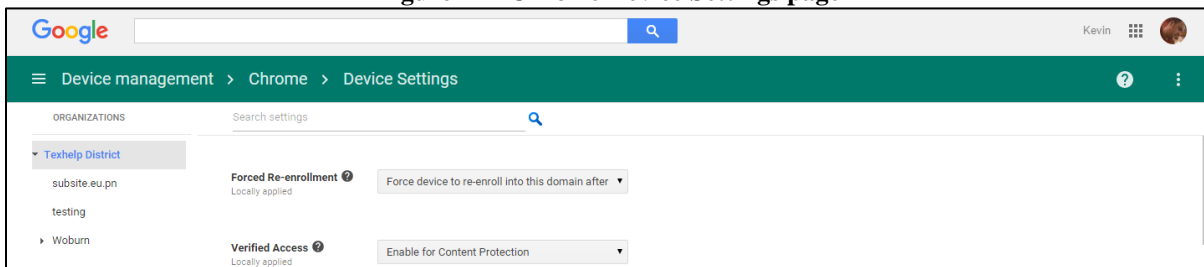 Google
Kevin
Device management > Chrome > Device Settings
ORGANIZATIONS
Search settings
Texhelp District
subsite.eu.pn
testing
Woburn
Forced Re-enrollment
Locally applied
Force device to re-enroll into this domain after
Verified Access
Locally applied
Enable for Content Protection